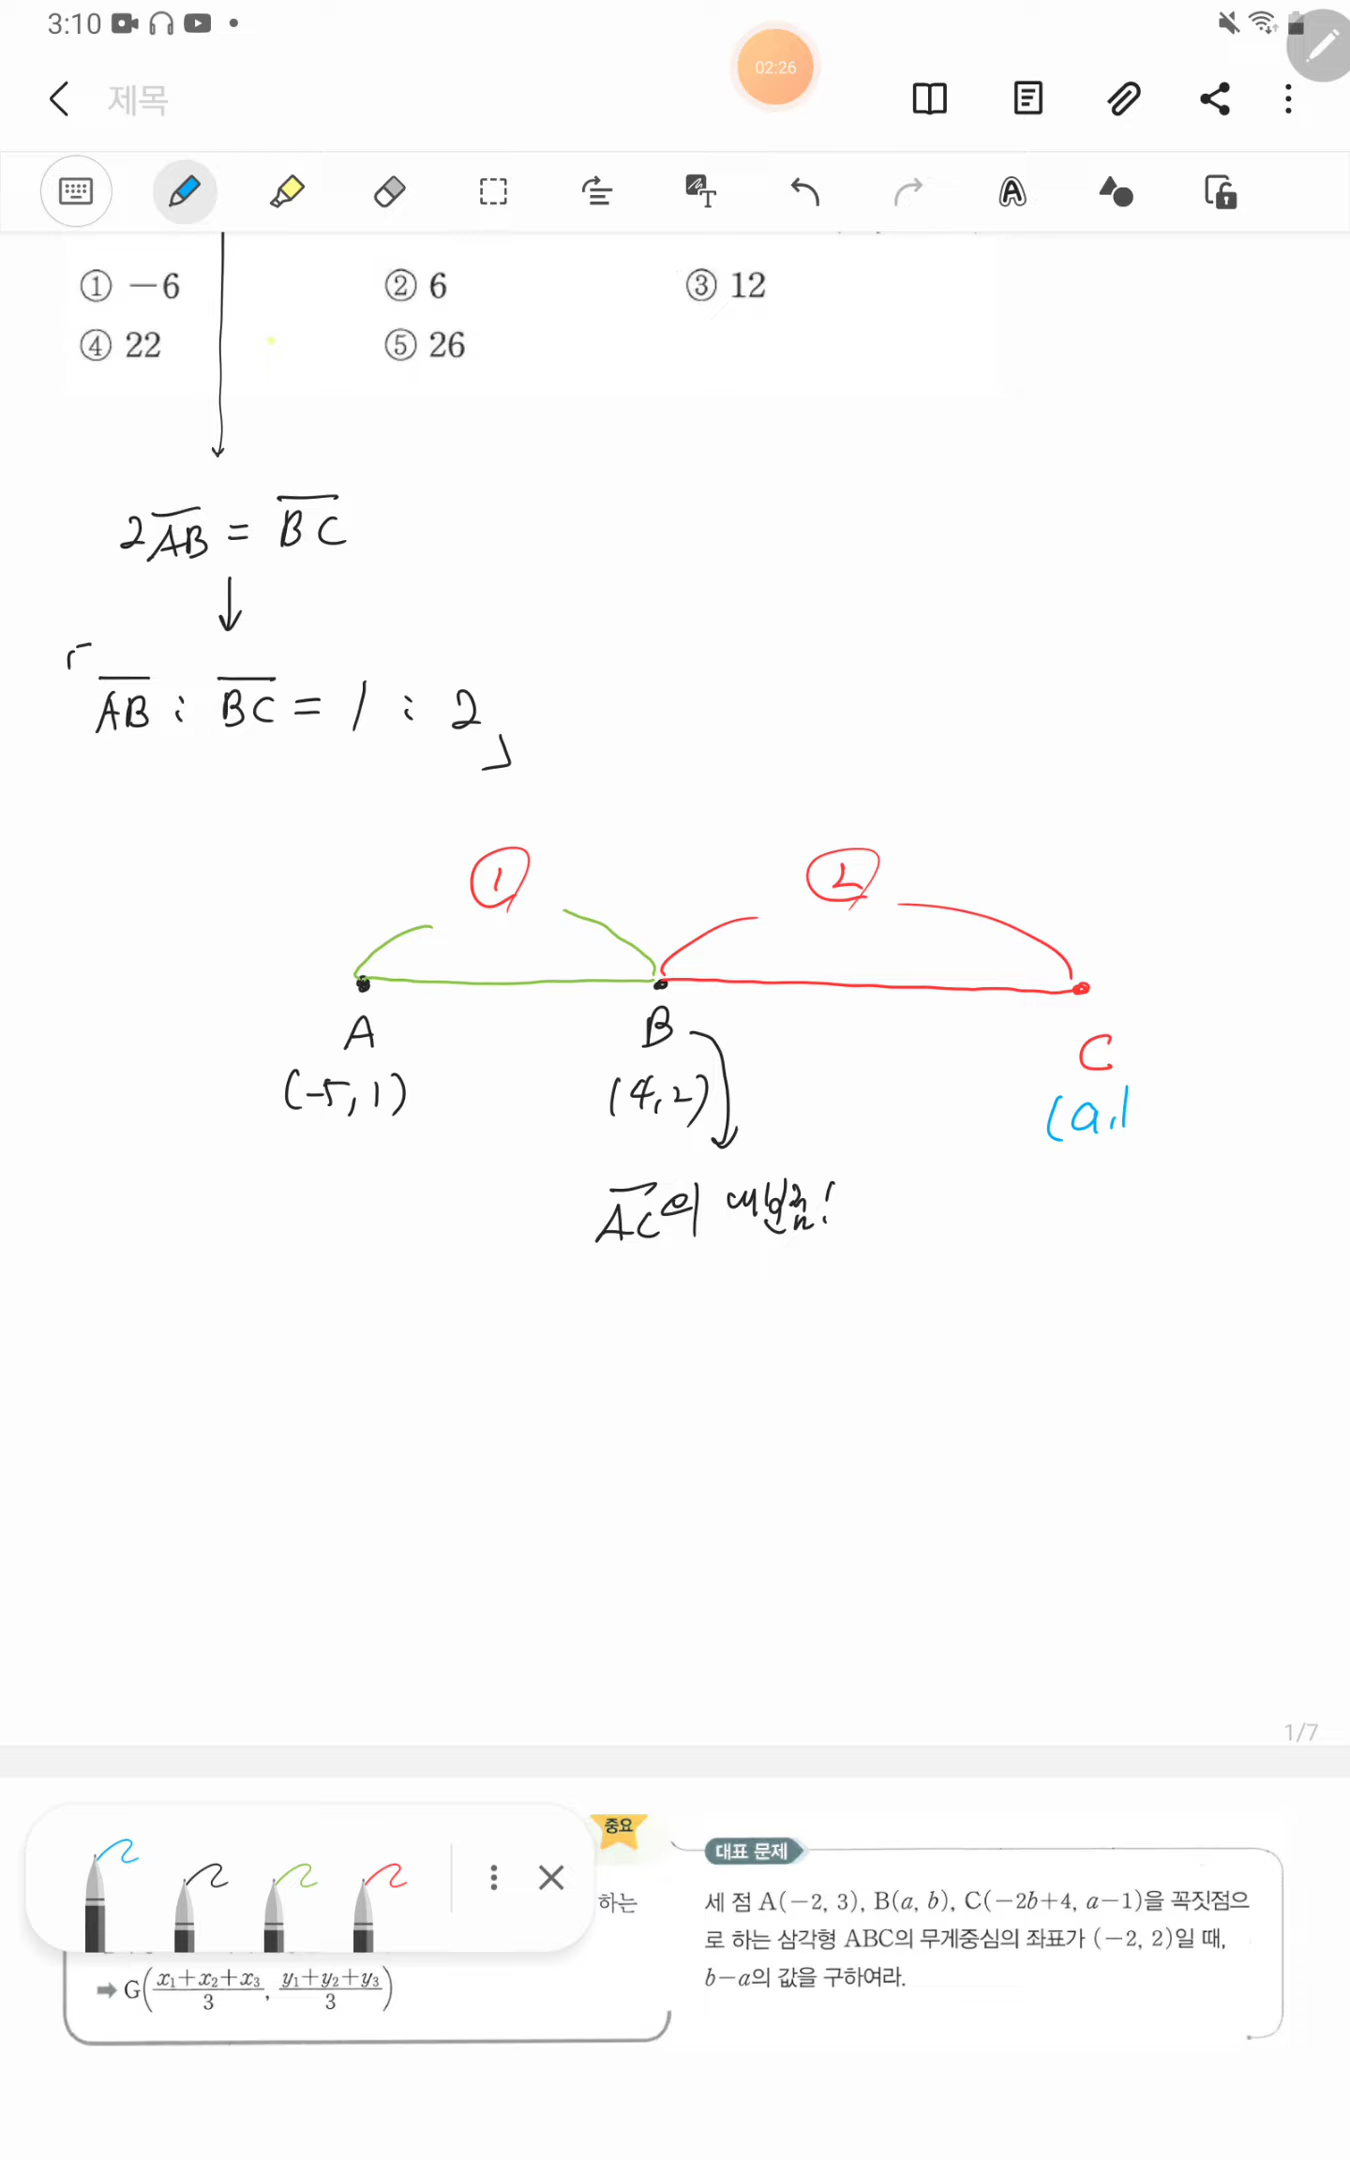 3:10
02:26
제목
① −6 ② 6 ③ 12
④ 22 ⑤ 26
2AB = BC
「AB : BC = 1 : 2」
① ②
A B C
(-5, 1) (4, 2) (a,
AC의 내분점!
1/7
중요
대표 문제
하는
세 점 A(−2, 3), B(a, b), C(−2b+4, a−1)을 꼭짓점으
로 하는 삼각형 ABC의 무게중심의 좌표가 (−2, 2)일 때,
b−a의 값을 구하여라.
➡ G(x₁+x₂+x₃/3, y₁+y₂+y₃/3)